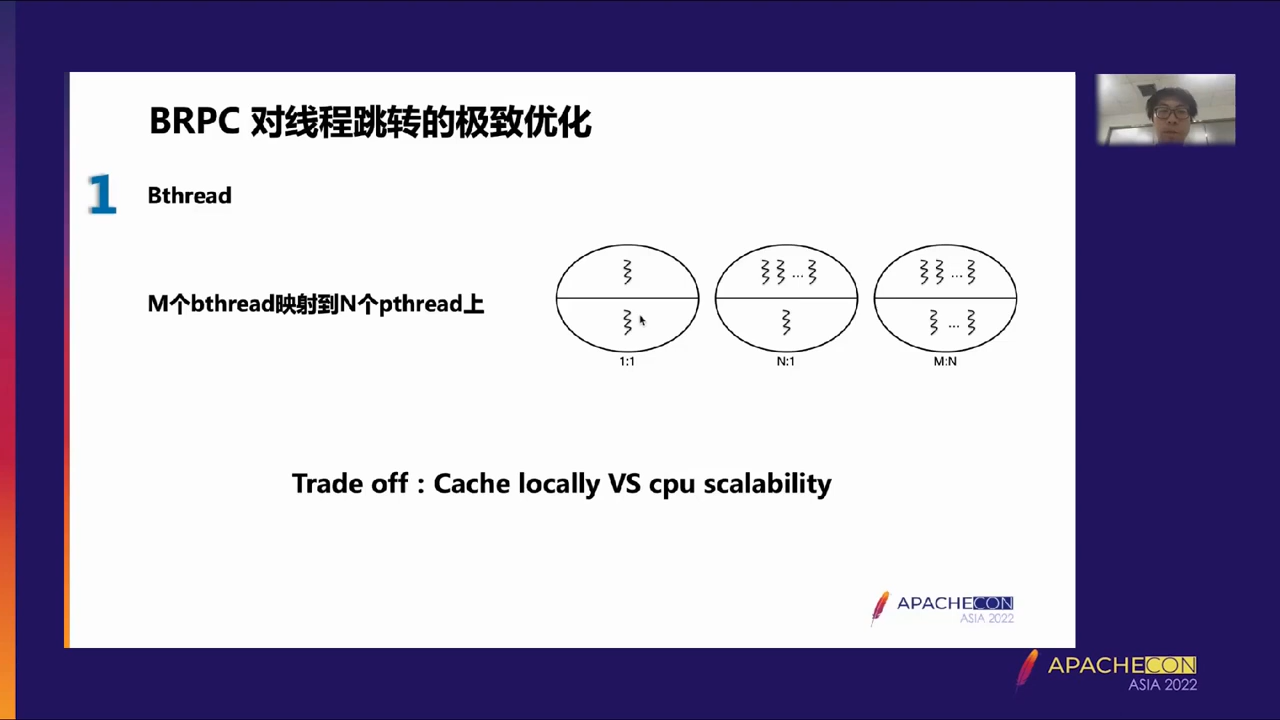 BRPC 对线程跳转的极致优化
1
Bthread
M个bthread映射到N个pthread上
...
...
...
1:1
N:1
M:N
Trade off : Cache locally VS cpu scalability
APACHECON
ASIA 2022
APACHECON
ASIA 2022